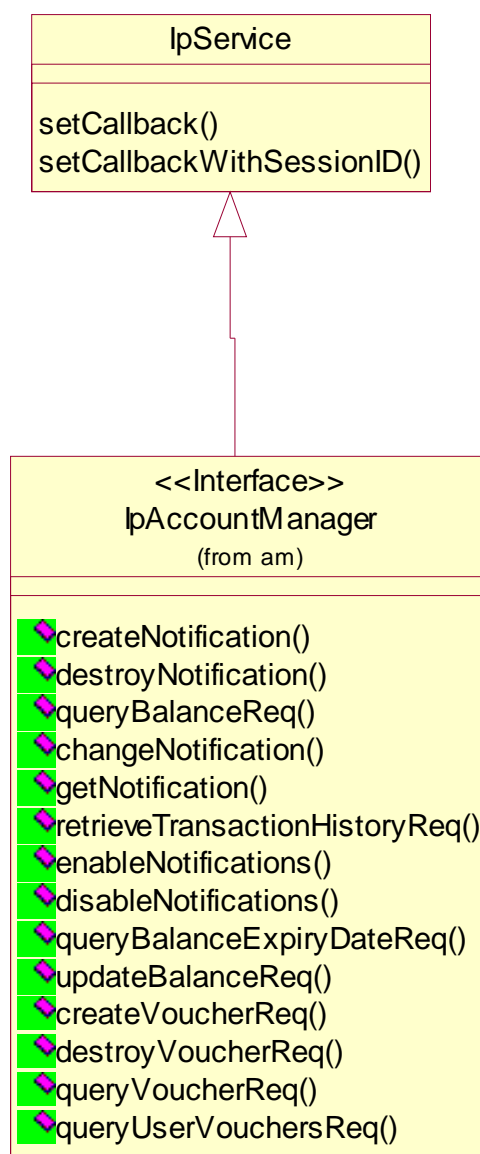 IpService
setCallback()
setCallbackWithSessionID()
<<Interface>>
IpAccountManager
(from am)
createNotification()
destroyNotification()
queryBalanceReq()
changeNotification()
getNotification()
retrieveTransactionHistoryReq()
enableNotifications()
disableNotifications()
queryBalanceExpiryDateReq()
updateBalanceReq()
createVoucherReq()
destroyVoucherReq()
queryVoucherReq()
queryUserVouchersReq()